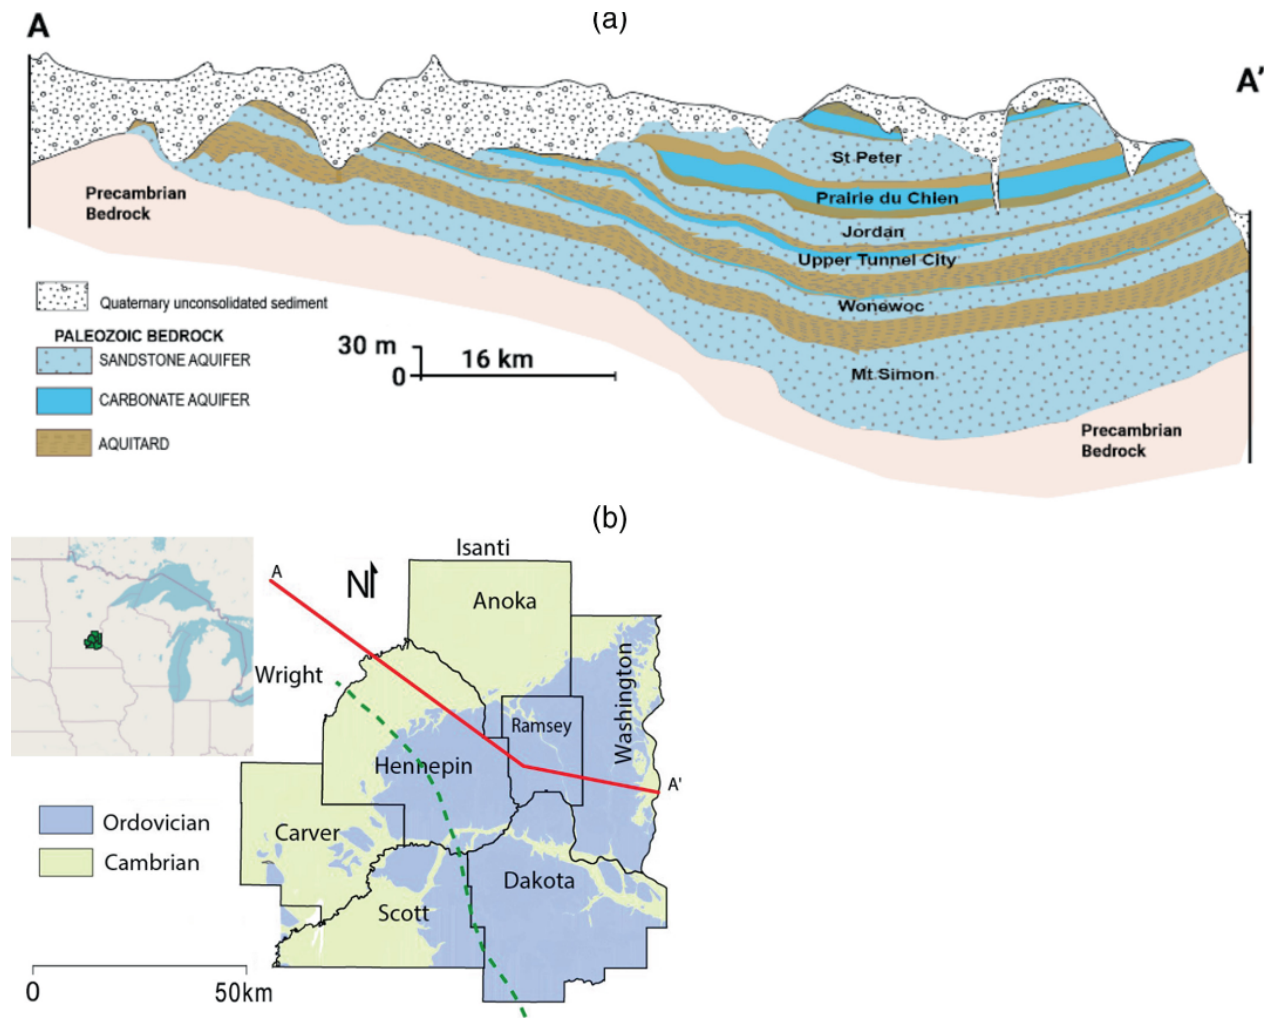 (a)
A
A'
St Peter
Prairie du Chien
Jordan
Upper Tunnel City
Wonewoc
Mt Simon
Precambrian
Bedrock
Precambrian
Bedrock
Quaternary unconsolidated sediment
PALEOZOIC BEDROCK
SANDSTONE AQUIFER
CARBONATE AQUIFER
AQUITARD
30 m
0
16 km
(b)
Isanti
A
N
Anoka
Wright
Washington
Ramsey
Hennepin
A'
Ordovician
Cambrian
Carver
Dakota
Scott
0
50km